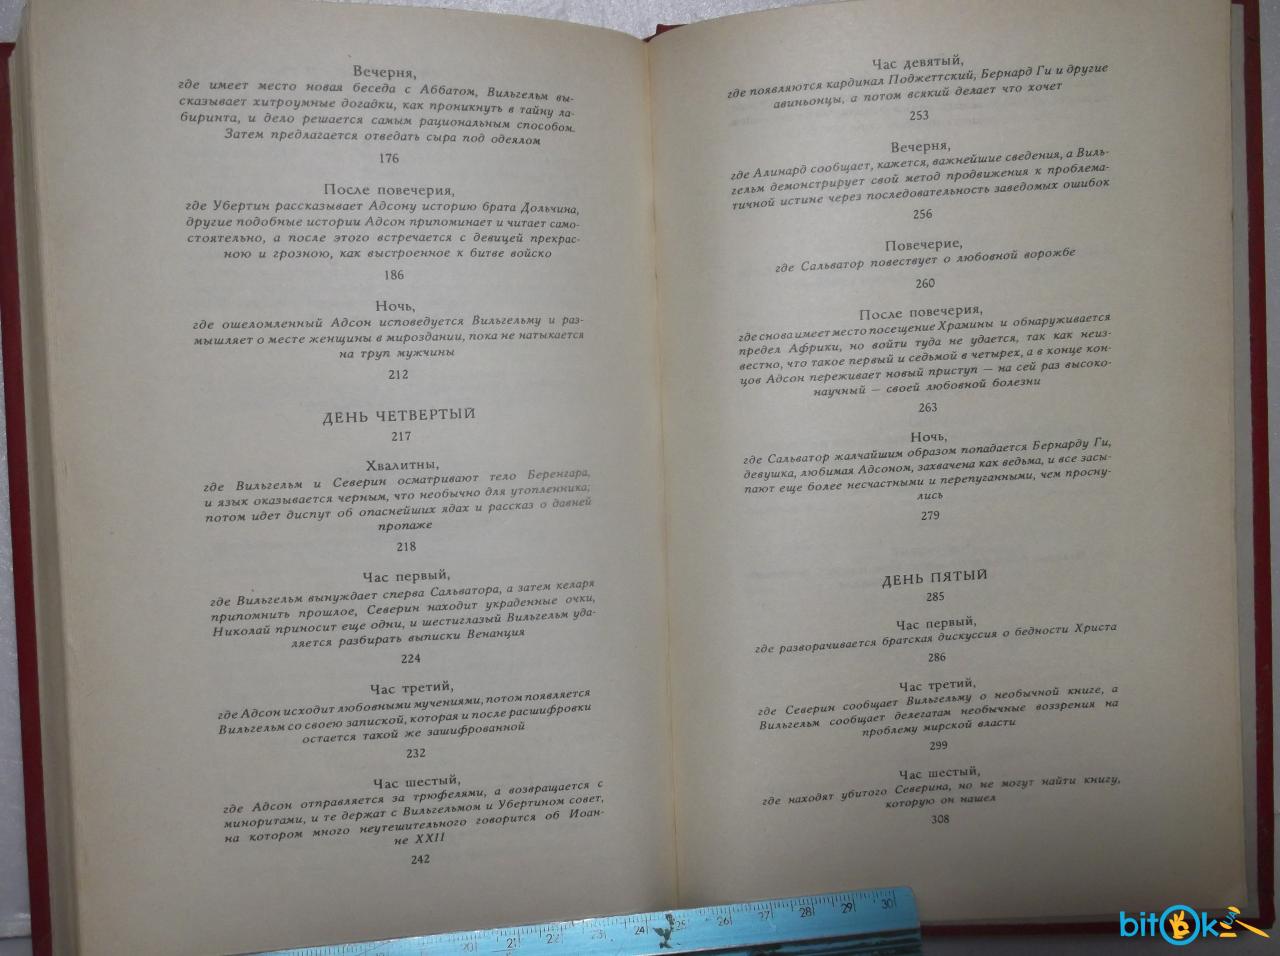 Вечерня,
где имеет место новая беседа с Аббатом, Вильгельм вы-
сказывает хитроумные догадки, как проникнуть в тайну ла-
биринта, и дело решается самым рациональным способом.
Затем предлагается отведать сыра под одеялом
176
После повечерия,
где Убертин рассказывает Адсону историю брата Дольчина,
другие подобные истории Адсон припоминает и читает само-
стоятельно, а после этого встречается с девицей прекрас-
ною и грозною, как выстроенное к битве войско
186
Ночь,
где ошеломленный Адсон исповедуется Вильгельму и раз-
мышляет о месте женщины в мироздании, пока не натыкается
на труп мужчины
212
ДЕНЬ ЧЕТВЕРТЫЙ
217
Хвалитны,
где Вильгельм и Северин осматривают тело Беренгара,
и язык оказывается черным, что необычно для утопленника;
потом идет диспут об опаснейших ядах и рассказ о давней
пропаже
218
Час первый,
где Вильгельм вынуждает сперва Сальватора, а затем келаря
припомнить прошлое, Северин находит украденные очки,
Николай приносит еще одни, и шестиглазый Вильгельм уда-
ляется разбирать выписки Венанция
224
Час третий,
где Адсон исходит любовными мучениями, потом появляется
Вильгельм со своею запиской, которая и после расшифровки
остается такой же зашифрованной
232
Час шестый,
где Адсон отправляется за трюфелями, а возвращается с
миноритами, и те держат с Вильгельмом и Убертином совет,
на котором много неутешительного говорится об Иоан-
не XXII
242
Час девятый,
где появляются кардинал Поджеттский, Бернард Ги и другие
авиньонцы, а потом всякий делает что хочет
253
Вечерня,
где Алинард сообщает, кажется, важнейшие сведения, а Виль-
гельм демонстрирует свой метод продвижения к проблема-
тичной истине через последовательность заведомых ошибок
256
Повечерие,
где Сальватор повествует о любовной ворожбе
260
После повечерия,
где снова имеет место посещение Храмины и обнаруживается
предел Африки, но войти туда не удается, так как неиз-
вестно, что такое первый и седьмой в четырех, а в конце кон-
цов Адсон переживает новый приступ — на сей раз высоко-
научный — своей любовной болезни
263
Ночь,
где Сальватор жалчайшим образом попадается Бернарду Ги,
девушка, любимая Адсоном, захвачена как ведьма, и все засы-
пают еще более несчастными и перепуганными, чем просну-
лись
279
ДЕНЬ ПЯТЫЙ
285
Час первый,
где разворачивается братская дискуссия о бедности Христа
286
Час третий,
где Северин сообщает Вильгельму о необычной книге, а
Вильгельм сообщает делегатам необычные воззрения на
проблему мирской власти
299
Час шестый,
где находят убитого Северина, но не могут найти книгу,
которую он нашел
308
20 21 22 23 24 25 26 27 28 29 30
bitOk UA